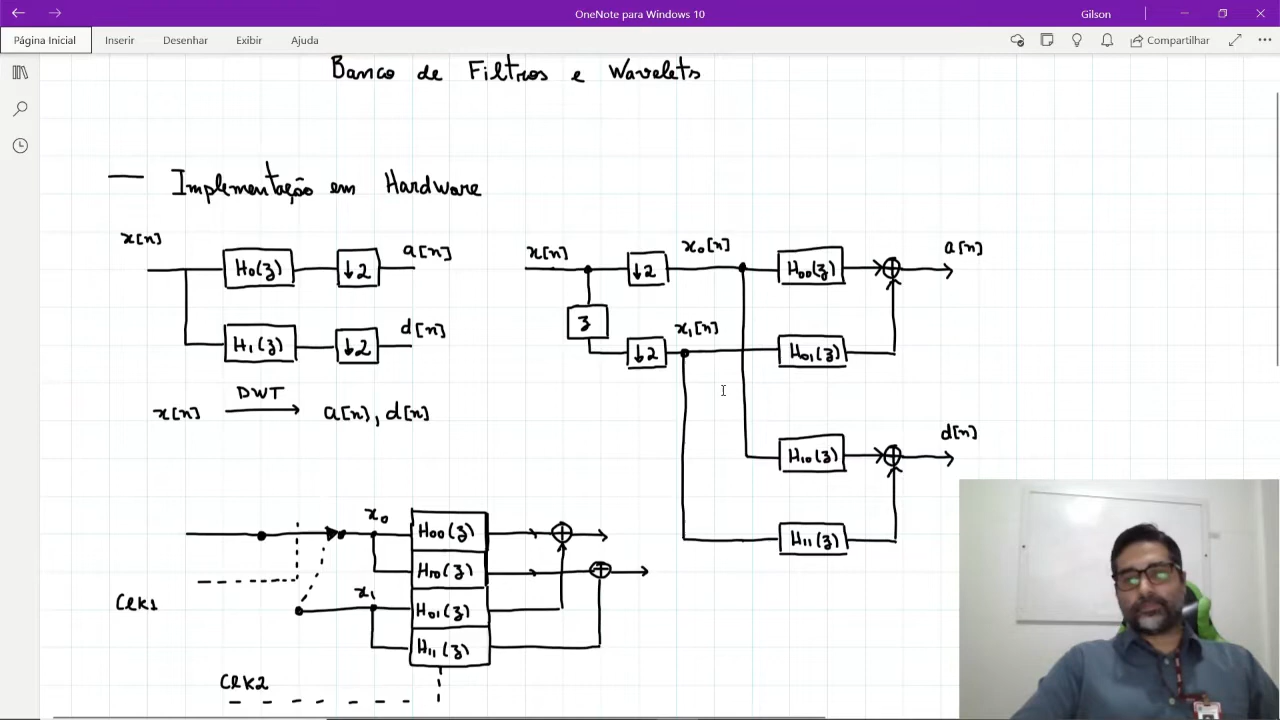 OneNote para Windows 10
Gilson
Página Inicial Inserir Desenhar Exibir Ajuda
Compartilhar
Banco de Filtros e Wavelets
— Implementação em Hardware
x[n] H₀(z) ↓2 a[n]
H₁(z) ↓2 d[n]
x[n] DWT → a[n], d[n]
x[n] ↓2 x₀[n] H₀₀(z) a[n]
z ↓2 x₁[n] H₀₁(z)
H₁₀(z) d[n]
H₁₁(z)
x₀ H₀₀(z)
H₁₀(z)
CLK1 x₁ H₀₁(z)
H₁₁(z)
CLK2